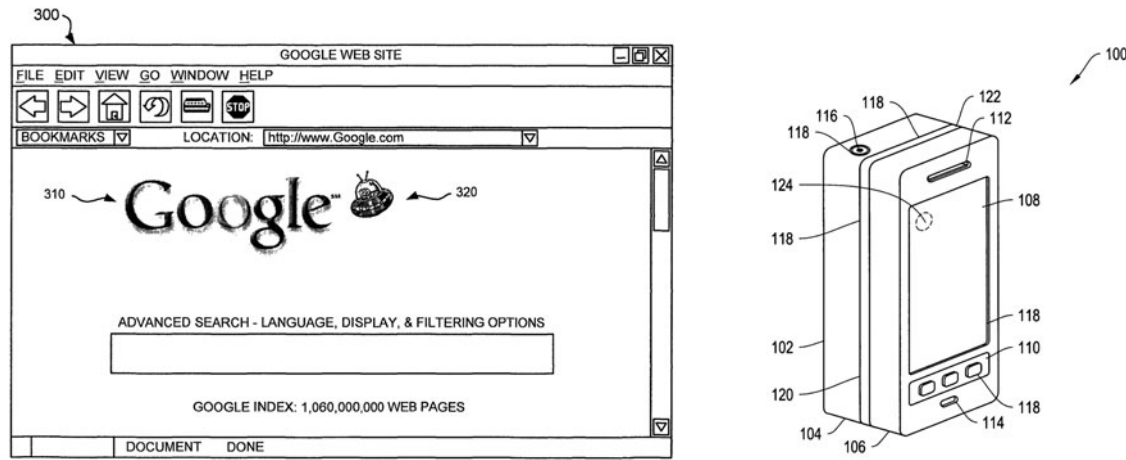 300
GOOGLE WEB SITE
FILE EDIT VIEW GO WINDOW HELP
STOP
BOOKMARKS LOCATION: http://www.Google.com
310 Google 320
ADVANCED SEARCH - LANGUAGE, DISPLAY, & FILTERING OPTIONS
GOOGLE INDEX: 1,060,000,000 WEB PAGES
DOCUMENT DONE
100
116 118 122
118 112
124
108
118
118
102 110
120
118
114
104 106